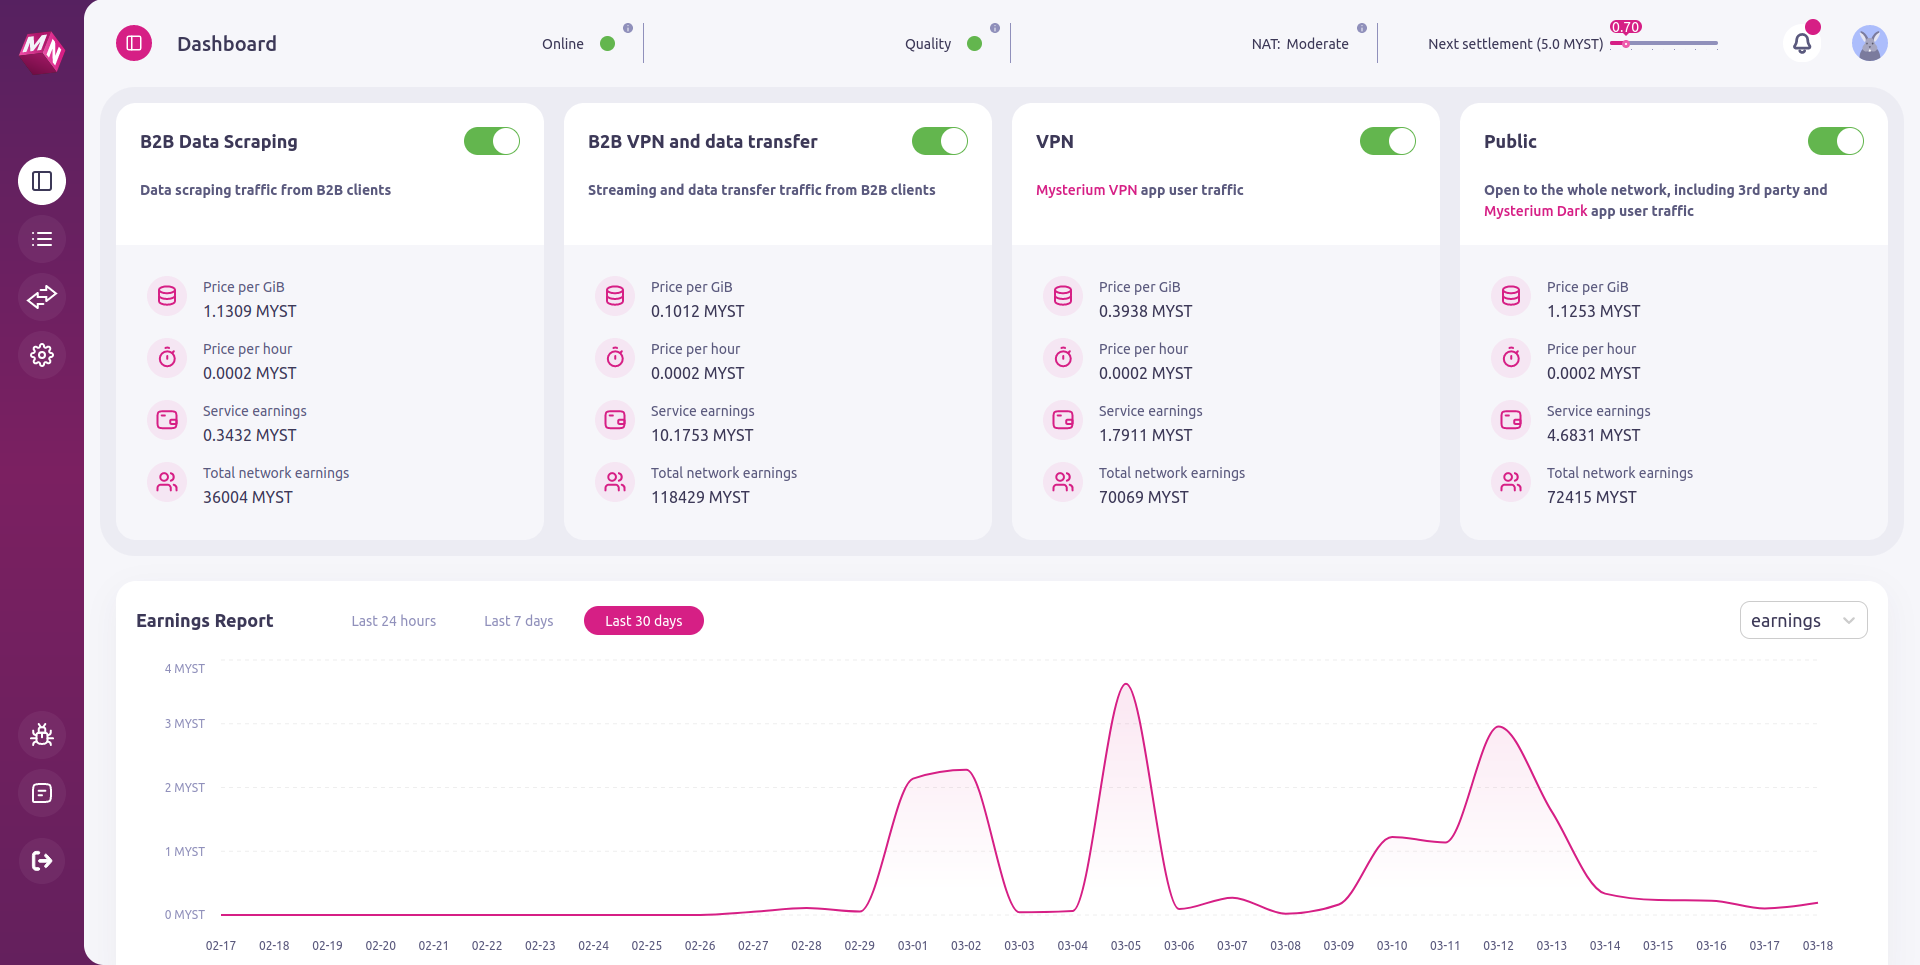 MN
Dashboard
Online
Quality
NAT: Moderate
Next settlement (5.0 MYST)
0.70
B2B Data Scraping
Data scraping traffic from B2B clients
Price per GiB
1.1309 MYST
Price per hour
0.0002 MYST
Service earnings
0.3432 MYST
Total network earnings
36004 MYST
B2B VPN and data transfer
Streaming and data transfer traffic from B2B clients
Price per GiB
0.1012 MYST
Price per hour
0.0002 MYST
Service earnings
10.1753 MYST
Total network earnings
118429 MYST
VPN
Mysterium VPN app user traffic
Price per GiB
0.3938 MYST
Price per hour
0.0002 MYST
Service earnings
1.7911 MYST
Total network earnings
70069 MYST
Public
Open to the whole network, including 3rd party and
Mysterium Dark app user traffic
Price per GiB
1.1253 MYST
Price per hour
0.0002 MYST
Service earnings
4.6831 MYST
Total network earnings
72415 MYST
Earnings Report
Last 24 hours
Last 7 days
Last 30 days
earnings
4 MYST
3 MYST
2 MYST
1 MYST
0 MYST
02-17 02-18 02-19 02-20 02-21 02-22 02-23 02-24 02-25 02-26 02-27 02-28 02-29 03-01 03-02 03-03 03-04 03-05 03-06 03-07 03-08 03-09 03-10 03-11 03-12 03-13 03-14 03-15 03-16 03-17 03-18